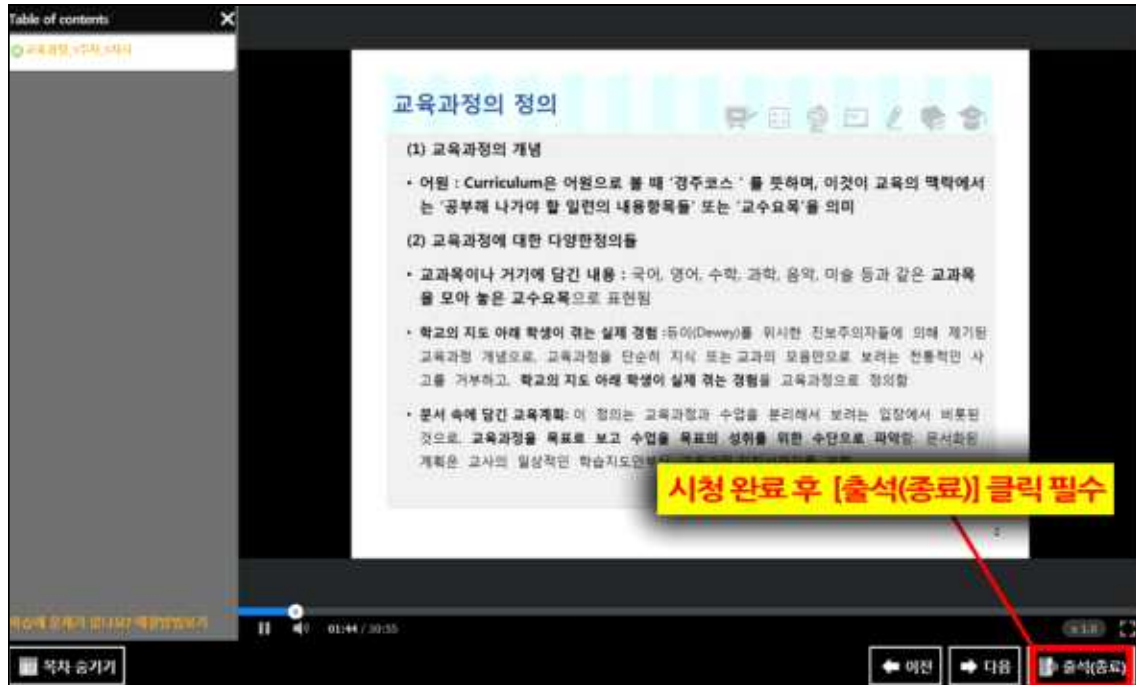 Table of contents
교육과정의 정의
(1) 교육과정의 개념
• 어원 : Curriculum은 어원으로 볼 때 '경주코스 ' 를 뜻하며, 이것이 교육의 맥락에서
는 '공부해 나가야 할 일련의 내용항목들' 또는 '교수요목'을 의미
(2) 교육과정에 대한 다양한정의들
• 교과목이나 거기에 담긴 내용 : 국어, 영어, 수학, 과학, 음악, 미술 등과 같은 교과목
을 모아 놓은 교수요목으로 표현됨
• 학교의 지도 아래 학생이 겪는 실제 경험 :듀이(Dewey)를 위시한 진보주의자들에 의해 제기된
교육과정 개념으로, 교육과정을 단순히 지식 또는 교과의 모음만으로 보려는 전통적인 사
고를 거부하고, 학교의 지도 아래 학생이 실제 겪는 경험을 교육과정으로 정의함
• 문서 속에 담긴 교육계획: 이 정의는 교육과정과 수업을 분리해서 보려는 입장에서 비롯된
것으로, 교육과정을 목표로 보고 수업을 목표의 성취를 위한 수단으로 파악함. 문서화된
계획은 교사의 일상적인
시청 완료 후 [출석(종료)] 클릭 필수
2
01:44 / 30:55
x 1.0
목차 숨기기
이전
다음
출석(종료)